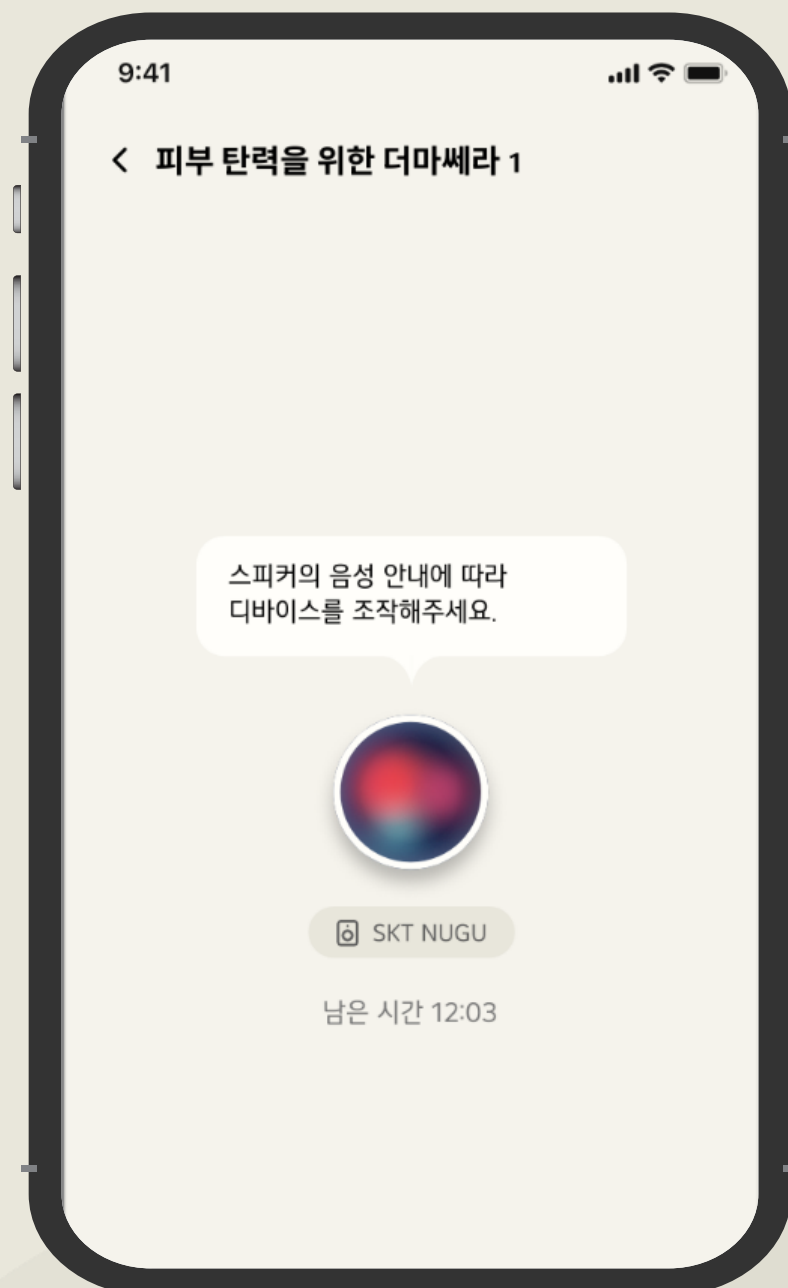 9:41
피부 탄력을 위한 더마쎄라 1
스피커의 음성 안내에 따라
디바이스를 조작해주세요.
SKT NUGU
남은 시간 12:03